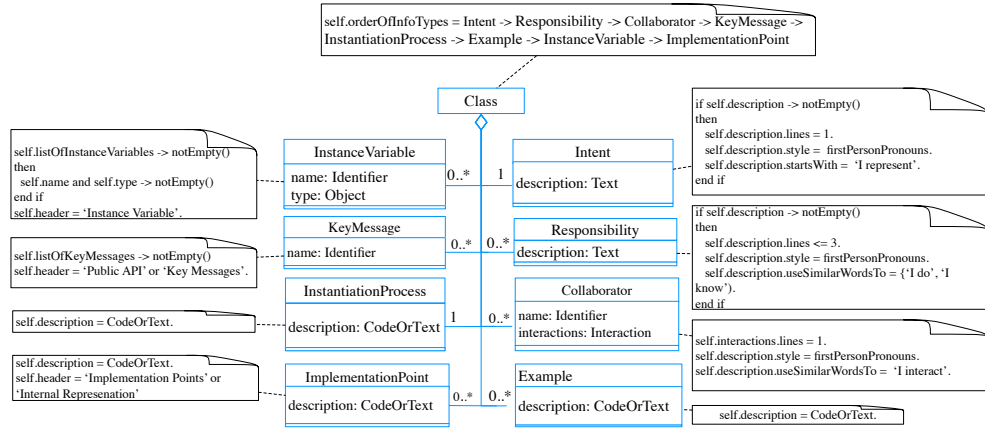 self.orderOfInfoTypes = Intent -> Responsibility -> Collaborator -> KeyMessage ->
InstantiationProcess -> Example -> InstanceVariable -> ImplementationPoint
Class
self.listOfInstanceVariables -> notEmpty()
then
self.name and self.type -> notEmpty()
end if
self.header = ‘Instance Variable’.
InstanceVariable
name: Identifier
type: Object
0..*
1
Intent
description: Text
if self.description -> notEmpty()
then
self.description.lines = 1.
self.description.style =  firstPersonPronouns.
self.description.startsWith =  ‘I represent’.
end if
self.listOfKeyMessages -> notEmpty()
self.header = ‘Public API’ or ‘Key Messages’.
KeyMessage
name: Identifier
0..*
0..*
Responsibility
description: Text
if self.description -> notEmpty()
then
self.description.lines <= 3.
self.description.style = firstPersonPronouns.
self.description.useSimilarWordsTo = {‘I do’, ‘I
know’).
end if
self.description = CodeOrText.
InstantiationProcess
description: CodeOrText
1
0..*
Collaborator
name: Identifier
interactions: Interaction
self.interactions.lines = 1.
self.description.style = firstPersonPronouns.
self.description.useSimilarWordsTo =  ‘I interact’.
self.description = CodeOrText.
self.header = ‘Implementation Points’ or
‘Internal Represenation’
ImplementationPoint
description: CodeOrText
0..*
0..*
Example
description: CodeOrText
self.description = CodeOrText.